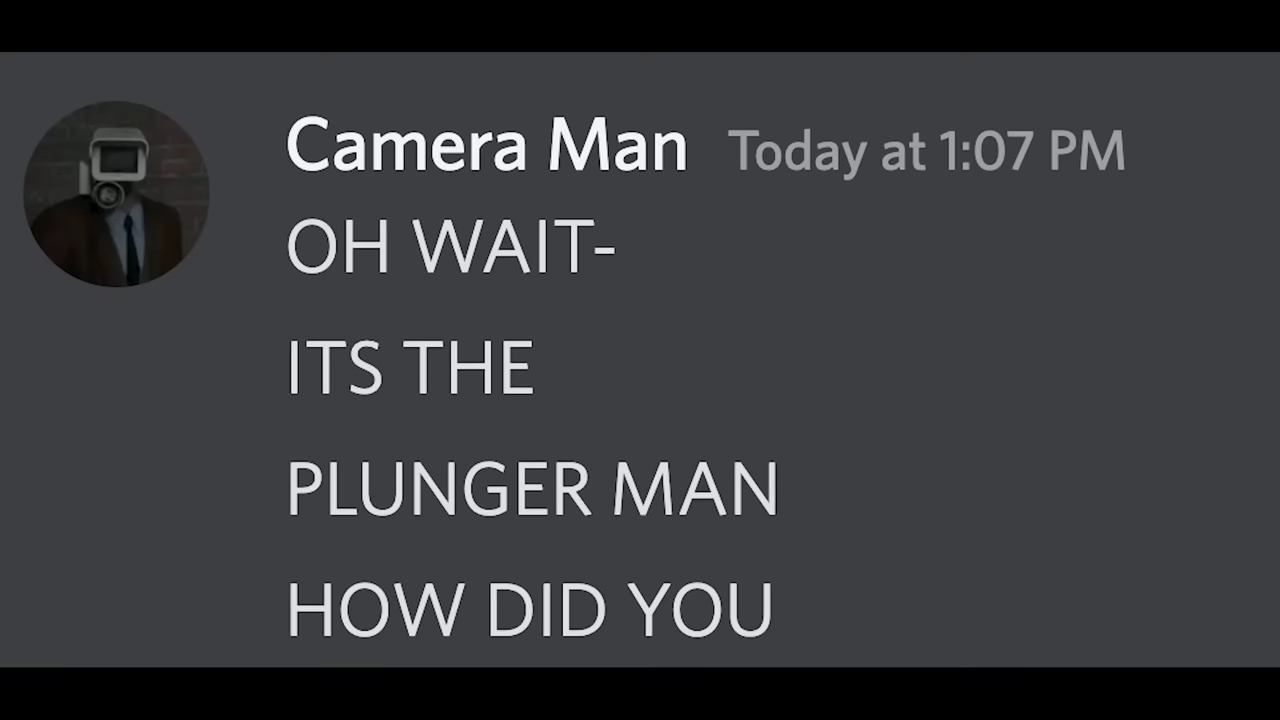 Camera Man Today at 1:07 PM
OH WAIT-
ITS THE
PLUNGER MAN
HOW DID YOU